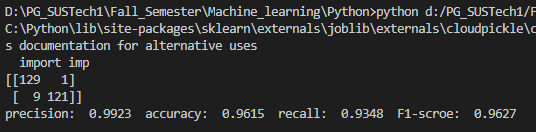 D:\PG_SUSTech1\Fall_Semester\Machine_learning\Python>python d:/PG_SUSTech1/F
C:\Python\lib\site-packages\sklearn\externals\joblib\externals\cloudpickle\c
s documentation for alternative uses
import imp
[[129   1]
[  9 121]]
precision:  0.9923  accuracy:  0.9615  recall:  0.9348  F1-scroe:  0.9627